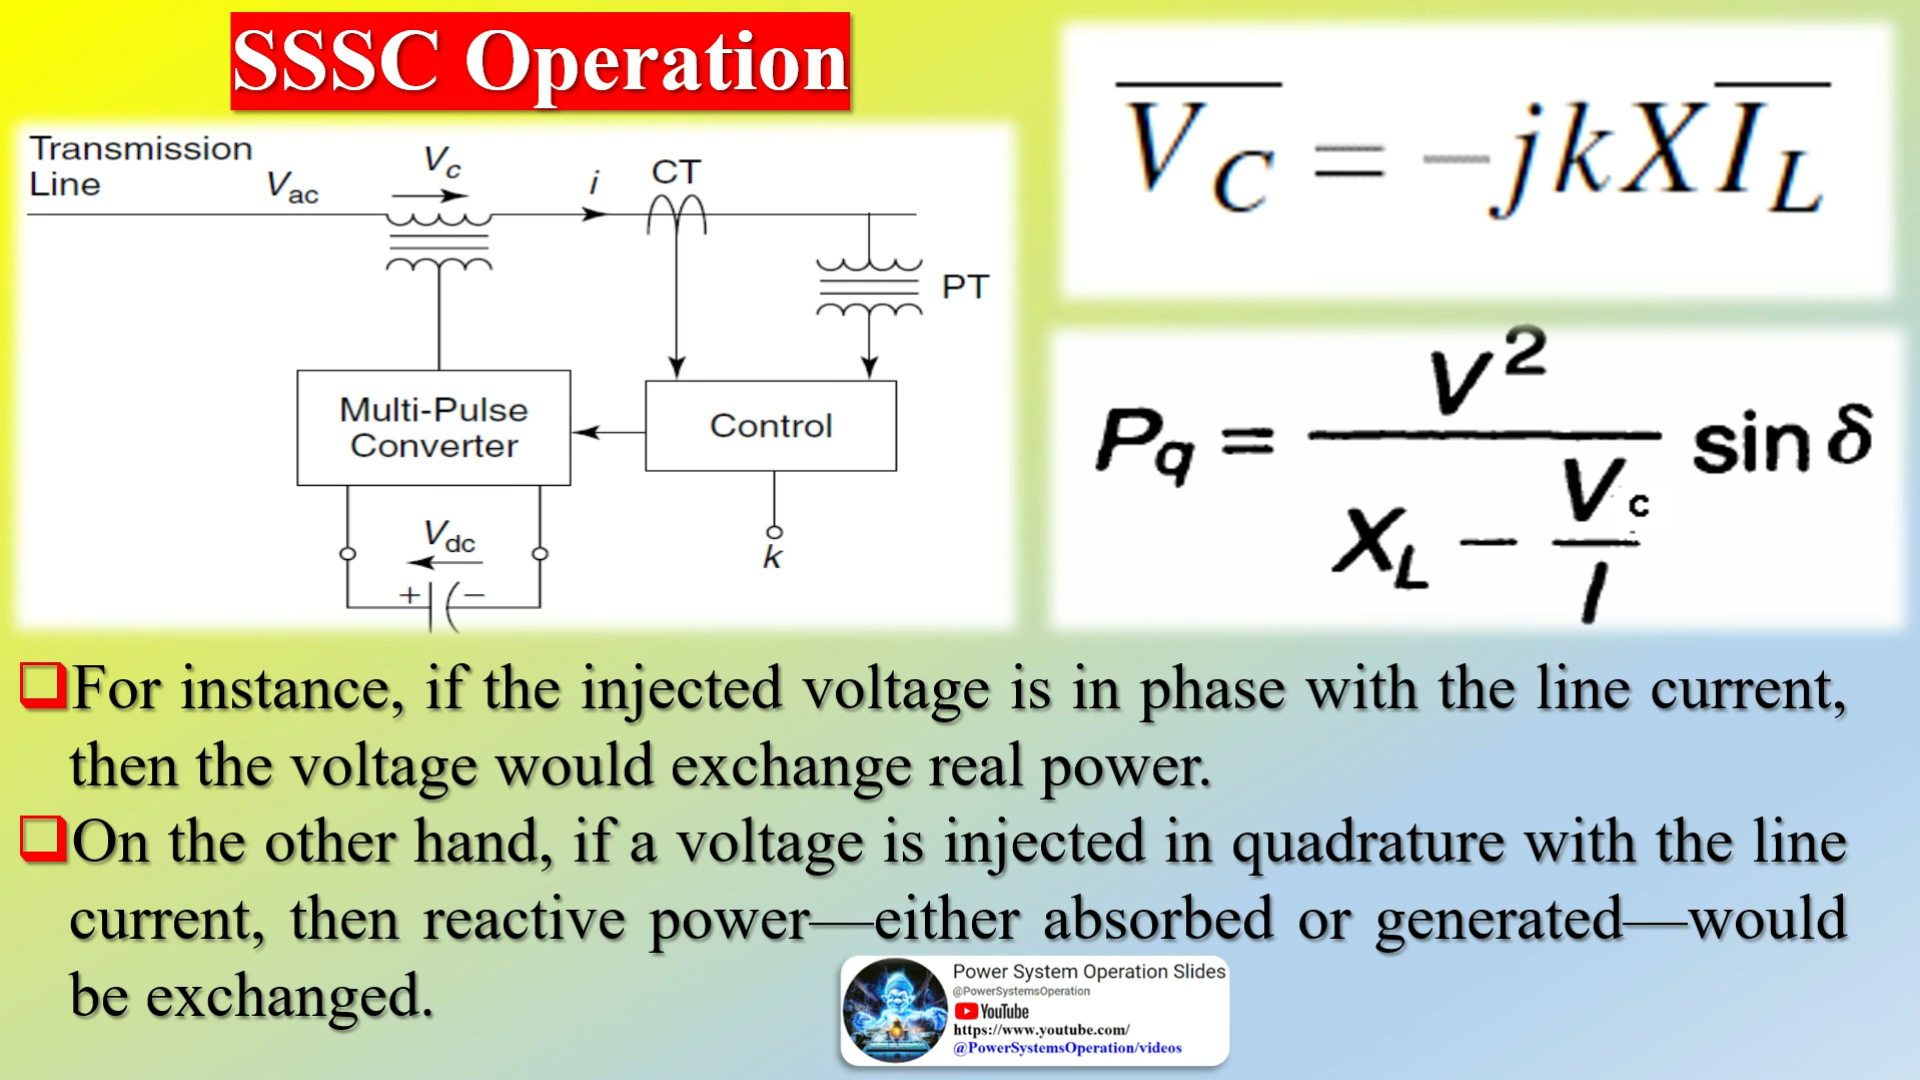 SSSC Operation
Transmission
Line
Vac
Vc
i
CT
PT
Multi-Pulse
Converter
Control
Vdc
+ −
k
V̅C̅ = −jkXI̅L
Pq = V² / (XL − Vc / I) sin δ
❑For instance, if the injected voltage is in phase with the line current,
then the voltage would exchange real power.
❑On the other hand, if a voltage is injected in quadrature with the line
current, then reactive power—either absorbed or generated—would
be exchanged.
Power System Operation Slides
@PowerSystemsOperation
YouTube
https://www.youtube.com/
@PowerSystemsOperation/videos